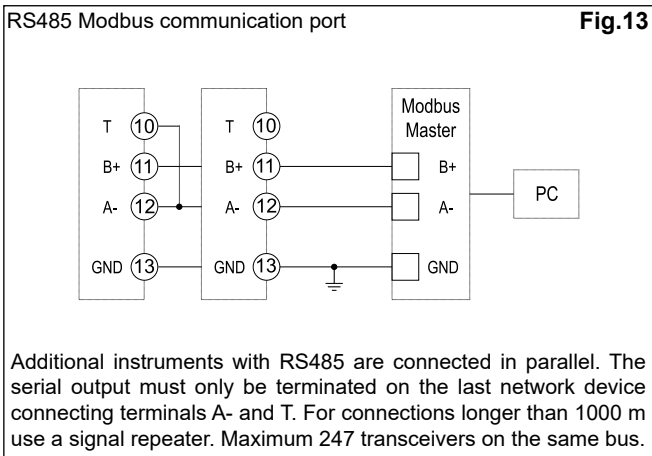 RS485 Modbus communication port Fig.13
Modbus
Master
T 10 T 10
B+ 11 B+ 11 B+
A- 12 A- 12 A- PC
GND 13 GND 13 GND
Additional instruments with RS485 are connected in parallel. The
serial output must only be terminated on the last network device
connecting terminals A- and T. For connections longer than 1000 m
use a signal repeater. Maximum 247 transceivers on the same bus.